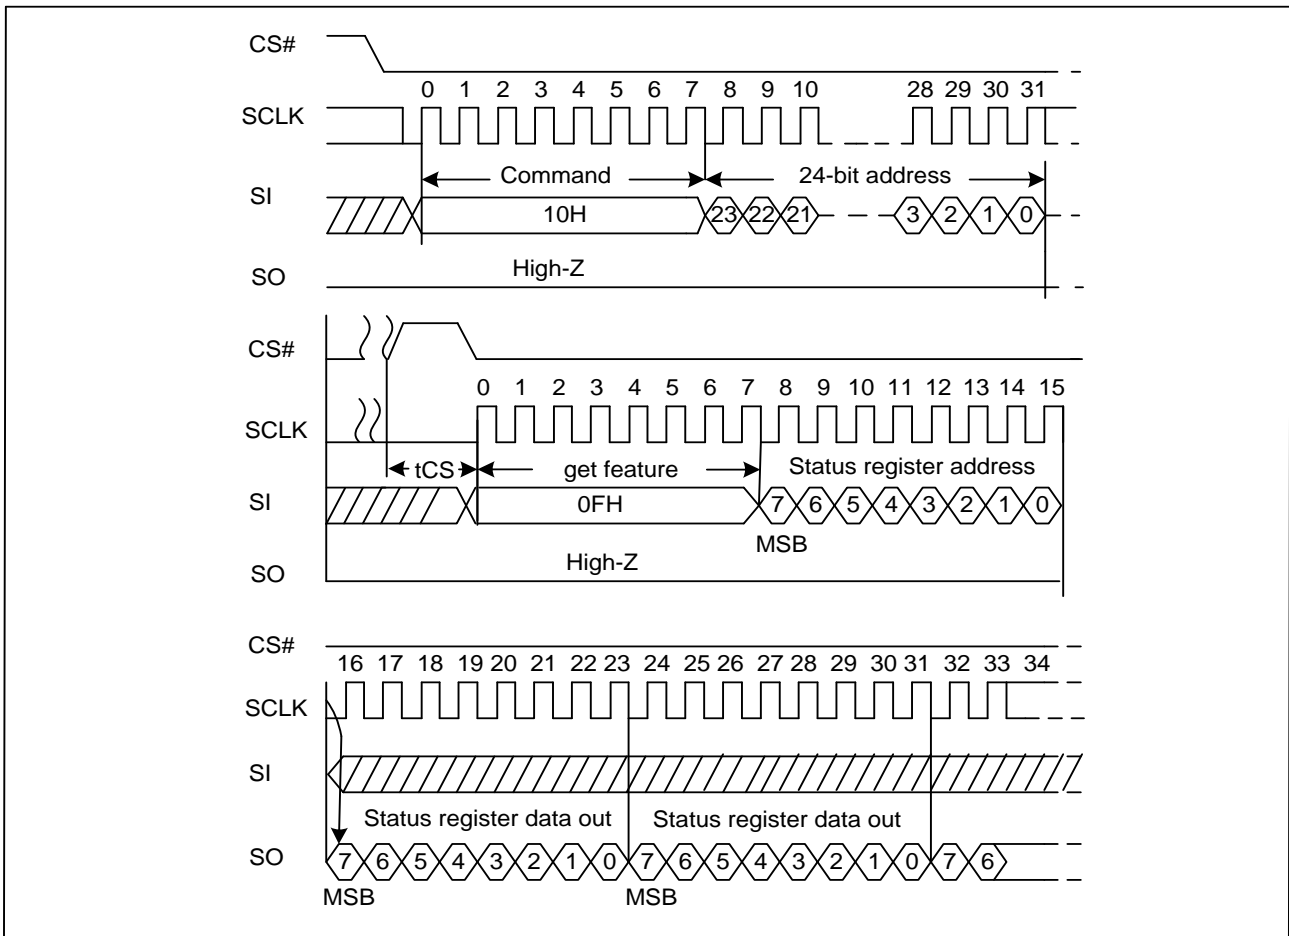 CS#
0 1 2 3 4 5 6 7 8 9 10 28 29 30 31
SCLK
Command 24-bit address
SI
10H 23 22 21 3 2 1 0
High-Z
SO
CS#
0 1 2 3 4 5 6 7 8 9 10 11 12 13 14 15
SCLK
tCS get feature Status register address
SI
0FH 7 6 5 4 3 2 1 0
MSB
High-Z
SO
CS#
16 17 18 19 20 21 22 23 24 25 26 27 28 29 30 31 32 33 34
SCLK
SI
Status register data out Status register data out
SO 7 6 5 4 3 2 1 0 7 6 5 4 3 2 1 0 7 6
MSB MSB